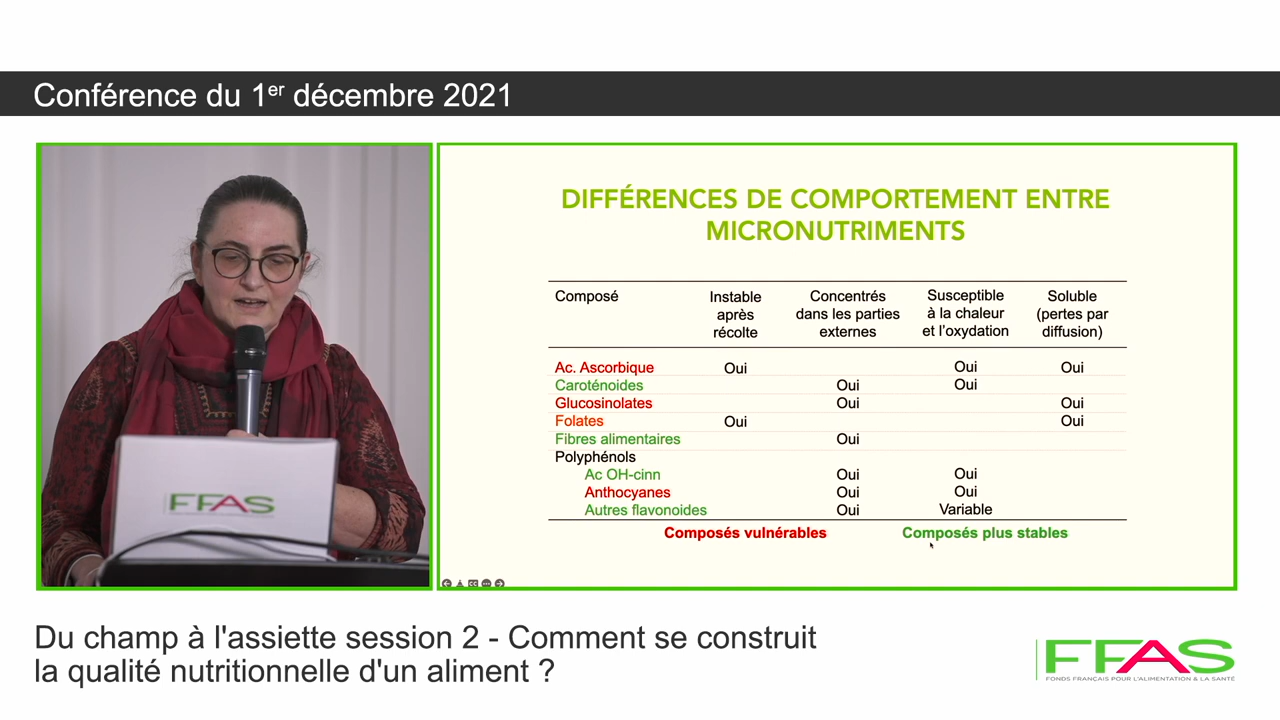 Conférence du 1er décembre 2021
FFAS
DIFFÉRENCES DE COMPORTEMENT ENTRE
MICRONUTRIMENTS
Composé Instable après récolte Concentrés dans les parties externes Susceptible à la chaleur et l'oxydation Soluble (pertes par diffusion)
Ac. Ascorbique Oui Oui Oui
Caroténoides Oui Oui
Glucosinolates Oui Oui
Folates Oui Oui
Fibres alimentaires Oui
Polyphénols
Ac OH-cinn Oui Oui
Anthocyanes Oui Oui
Autres flavonoides Oui Variable
Composés vulnérables Composés plus stables
Du champ à l'assiette session 2 - Comment se construit
la qualité nutritionnelle d'un aliment ?
FFAS
FONDS FRANÇAIS POUR L'ALIMENTATION & LA SANTÉ